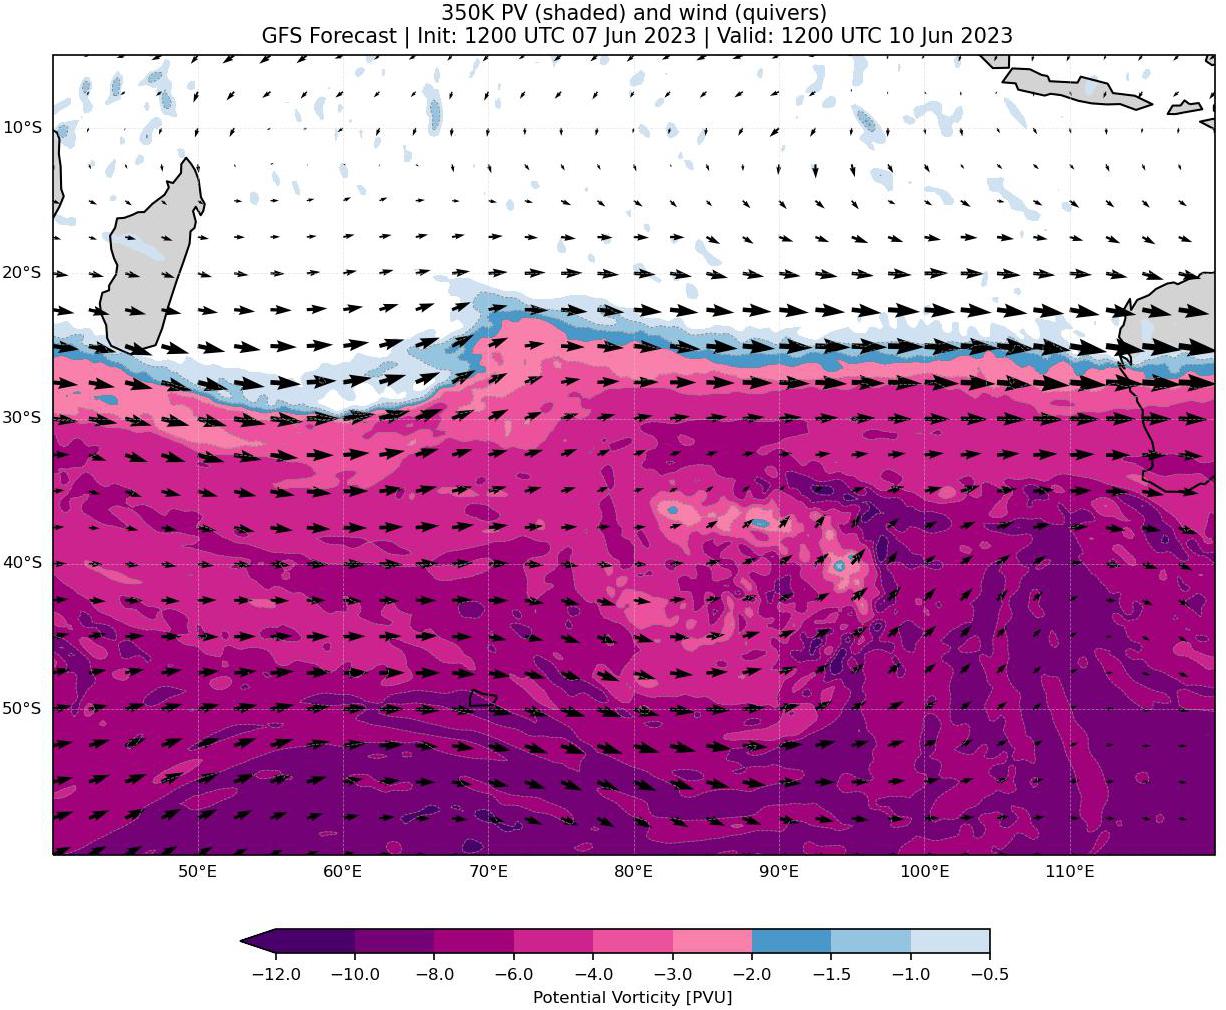 350K PV (shaded) and wind (quivers)
GFS Forecast | Init: 1200 UTC 07 Jun 2023 | Valid: 1200 UTC 10 Jun 2023
10°S
20°S
30°S
40°S
50°S
50°E 60°E 70°E 80°E 90°E 100°E 110°E
−12.0 −10.0 −8.0 −6.0 −4.0 −3.0 −2.0 −1.5 −1.0 −0.5
Potential Vorticity [PVU]